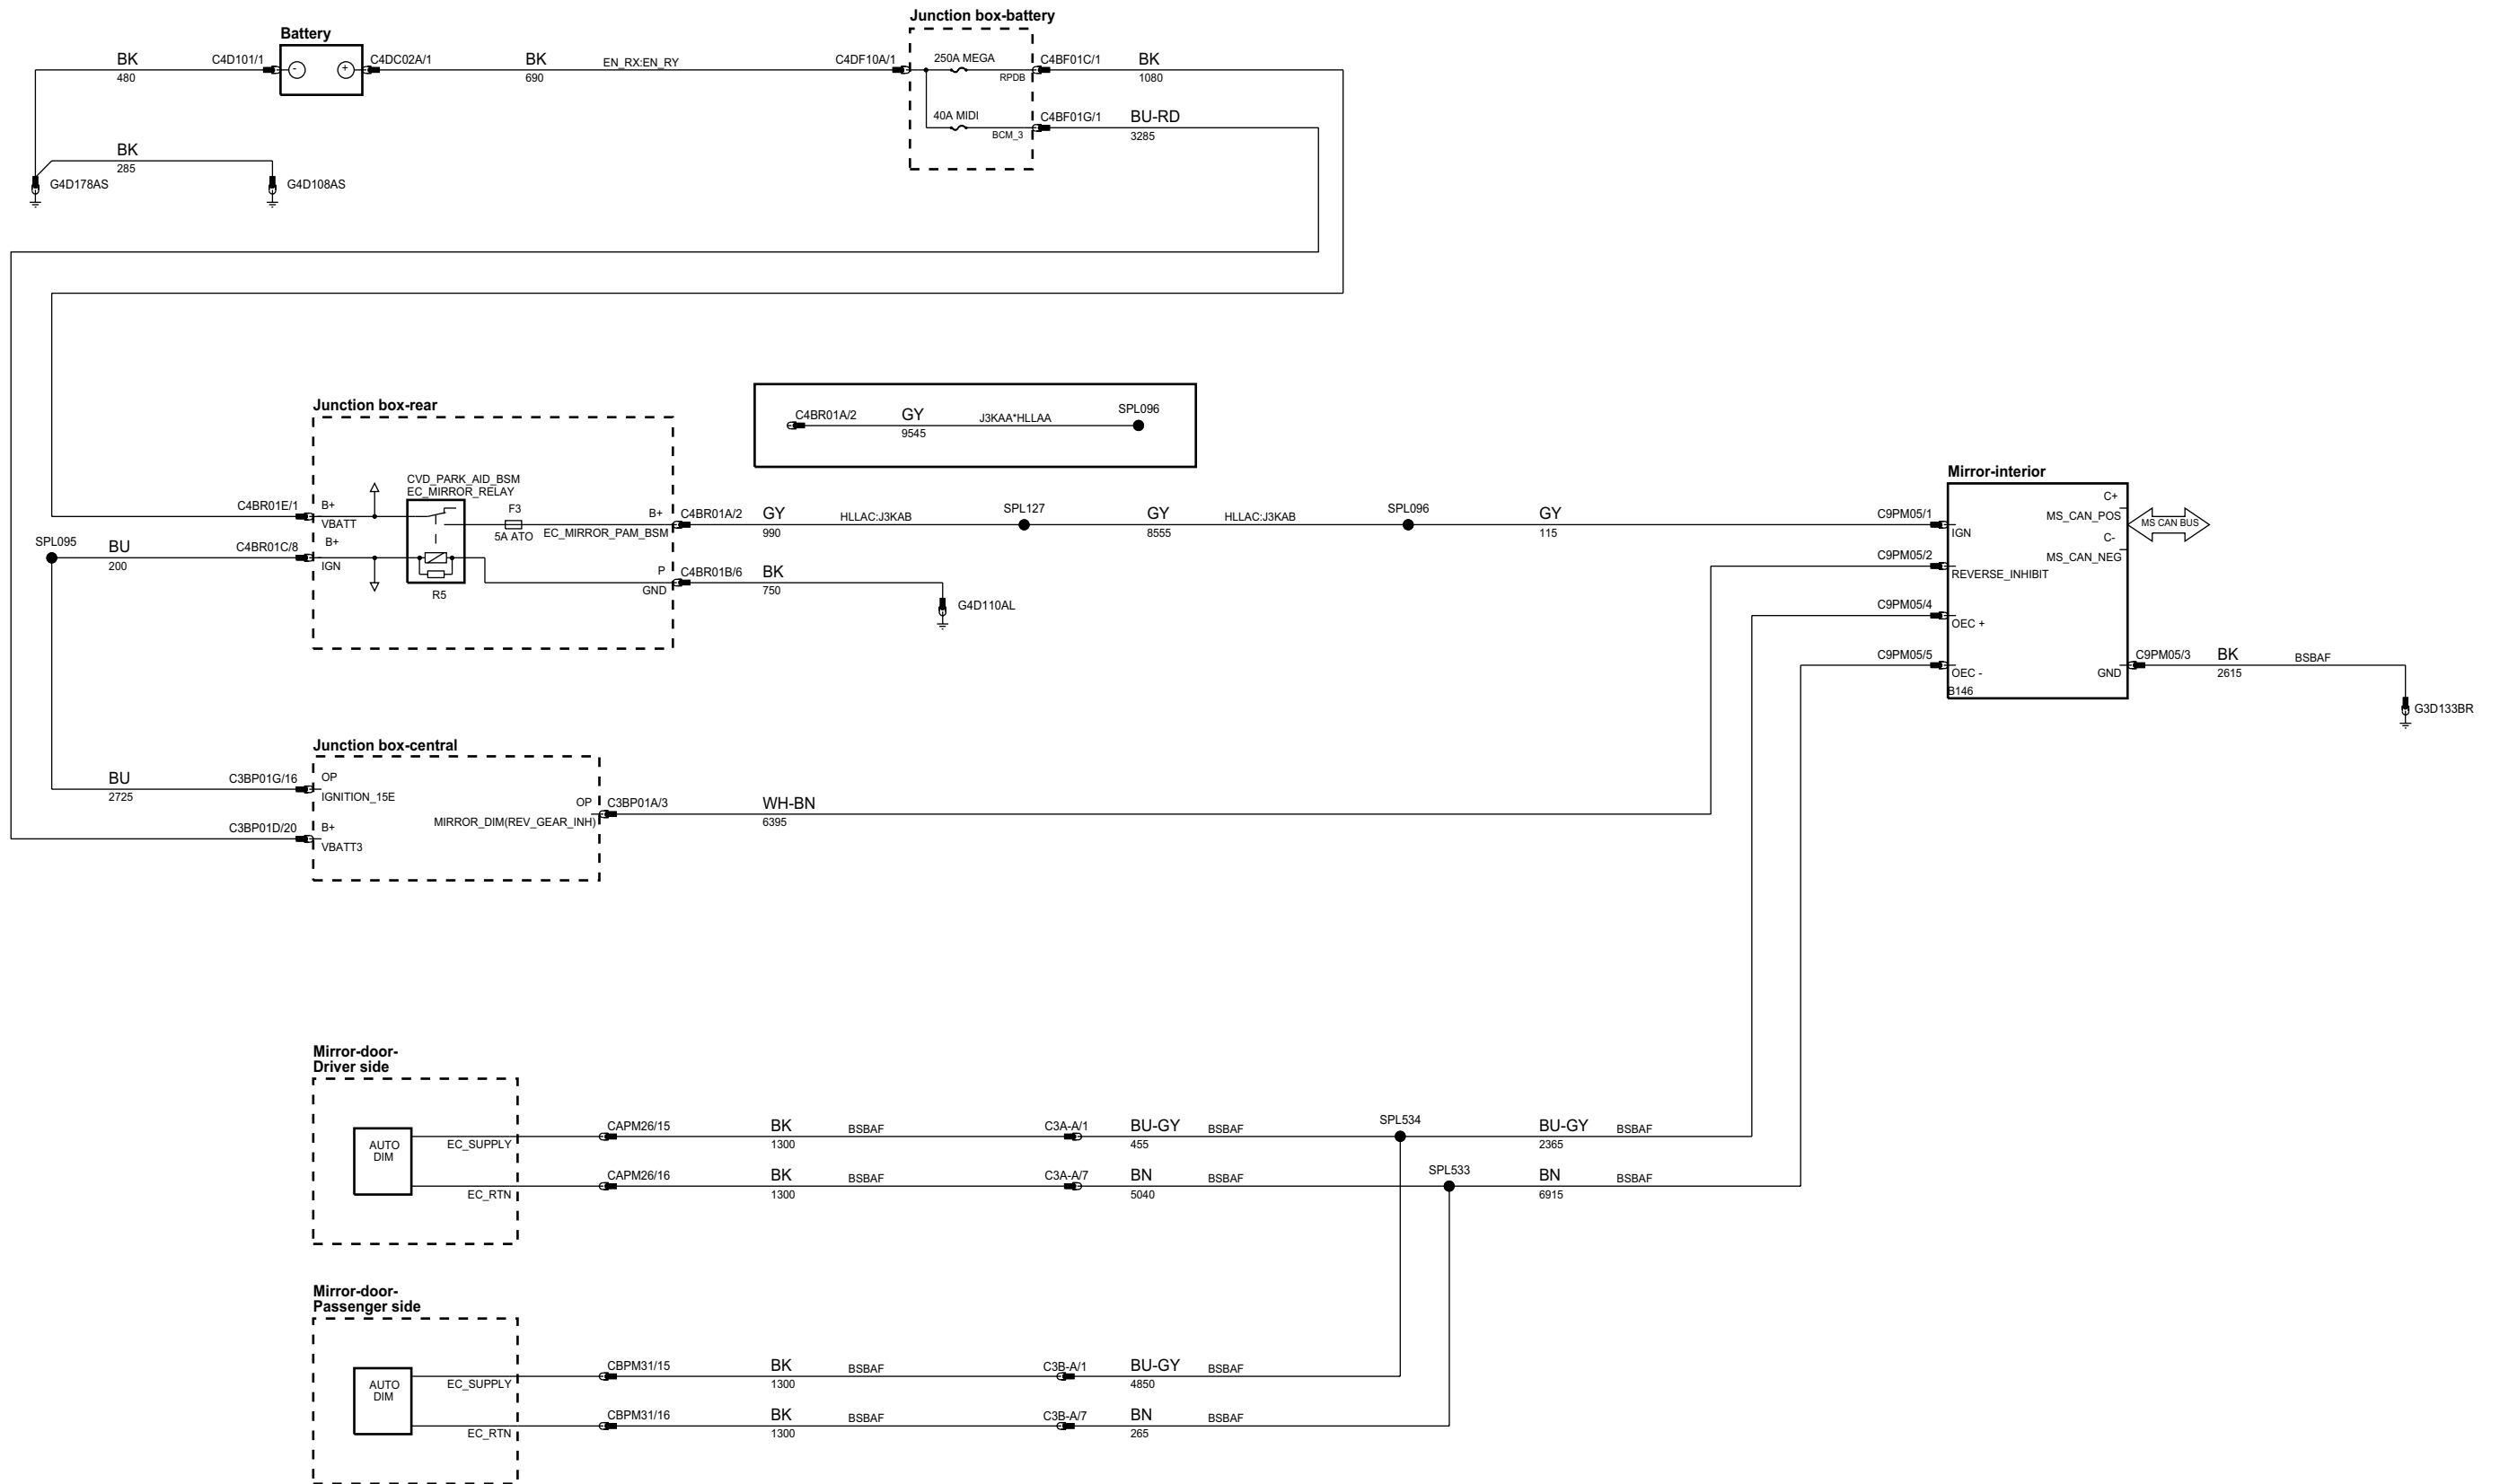 Junction box-battery
Battery
BK
480
C4D101/1
-
+
C4DC02A/1
BK
690
EN_RX:EN_RY
C4DF10A/1
250A MEGA
RPDB
C4BF01C/1
BK
1080
40A MIDI
BCM_3
C4BF01G/1
BU-RD
3285
BK
285
G4D178AS
G4D108AS
Junction box-rear
C4BR01A/2
GY
9545
J3KAA*HLLAA
SPL096
CVD_PARK_AID_BSM
EC_MIRROR_RELAY
C4BR01E/1
B+
VBATT
F3
5A ATO
B+
EC_MIRROR_PAM_BSM
C4BR01A/2
GY
990
HLLAC:J3KAB
SPL127
GY
8555
HLLAC:J3KAB
SPL096
GY
115
SPL095
BU
200
C4BR01C/8
B+
IGN
R5
P
GND
C4BR01B/6
BK
750
G4D110AL
Mirror-interior
C9PM05/1
IGN
C+
MS_CAN_POS
MS CAN BUS
C-
MS_CAN_NEG
C9PM05/2
REVERSE_INHIBIT
C9PM05/4
OEC +
C9PM05/5
OEC -
B146
GND
C9PM05/3
BK
2615
BSBAF
G3D133BR
Junction box-central
BU
2725
C3BP01G/16
OP
IGNITION_15E
OP
MIRROR_DIM(REV_GEAR_INH)
C3BP01A/3
WH-BN
6395
C3BP01D/20
B+
VBATT3
Mirror-door-
Driver side
AUTO
DIM
EC_SUPPLY
CAPM26/15
BK
1300
BSBAF
C3A-A/1
BU-GY
455
BSBAF
SPL534
BU-GY
2365
BSBAF
EC_RTN
CAPM26/16
BK
1300
BSBAF
C3A-A/7
BN
5040
BSBAF
SPL533
BN
6915
BSBAF
Mirror-door-
Passenger side
AUTO
DIM
EC_SUPPLY
CBPM31/15
BK
1300
BSBAF
C3B-A/1
BU-GY
4850
BSBAF
EC_RTN
CBPM31/16
BK
1300
BSBAF
C3B-A/7
BN
265
BSBAF